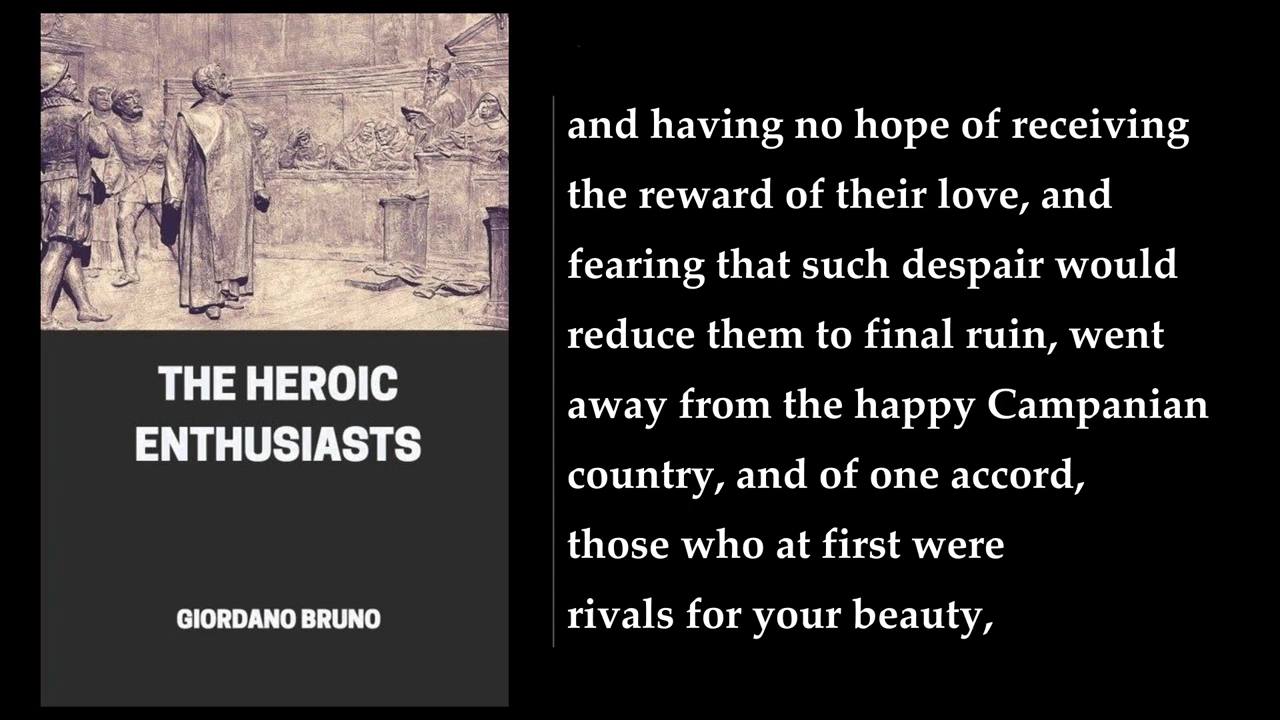 THE HEROIC
ENTHUSIASTS
GIORDANO BRUNO
and having no hope of receiving
the reward of their love, and
fearing that such despair would
reduce them to final ruin, went
away from the happy Campanian
country, and of one accord,
those who at first were
rivals for your beauty,